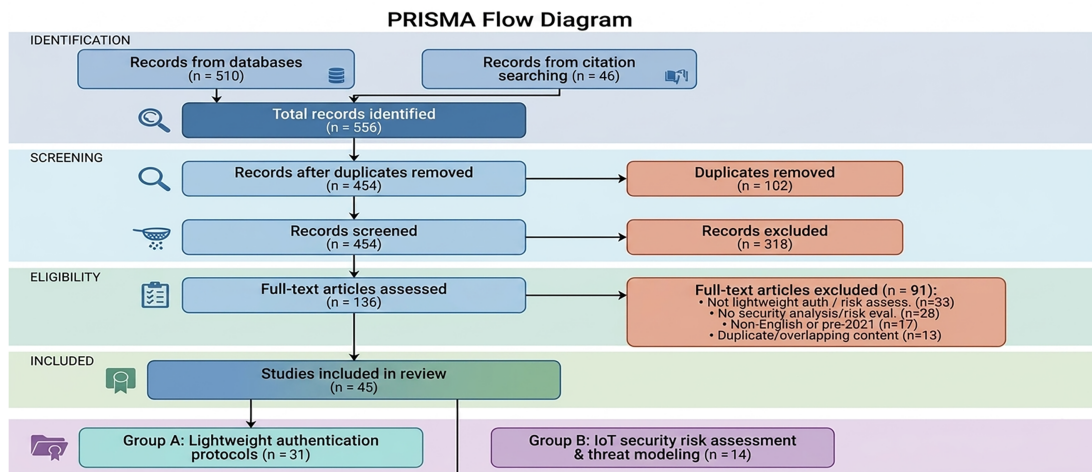 PRISMA Flow Diagram
IDENTIFICATION
Records from databases
(n = 510)
Records from citation
searching (n = 46)
Total records identified
(n = 556)
SCREENING
Records after duplicates removed
(n = 454)
Duplicates removed
(n = 102)
Records screened
(n = 454)
Records excluded
(n = 318)
ELIGIBILITY
Full-text articles assessed
(n = 136)
Full-text articles excluded (n = 91):
• Not lightweight auth / risk assess. (n=33)
• No security analysis/risk eval. (n=28)
• Non-English or pre-2021 (n=17)
• Duplicate/overlapping content (n=13)
INCLUDED
Studies included in review
(n = 45)
Group A: Lightweight authentication
protocols (n = 31)
Group B: IoT security risk assessment
& threat modeling (n = 14)